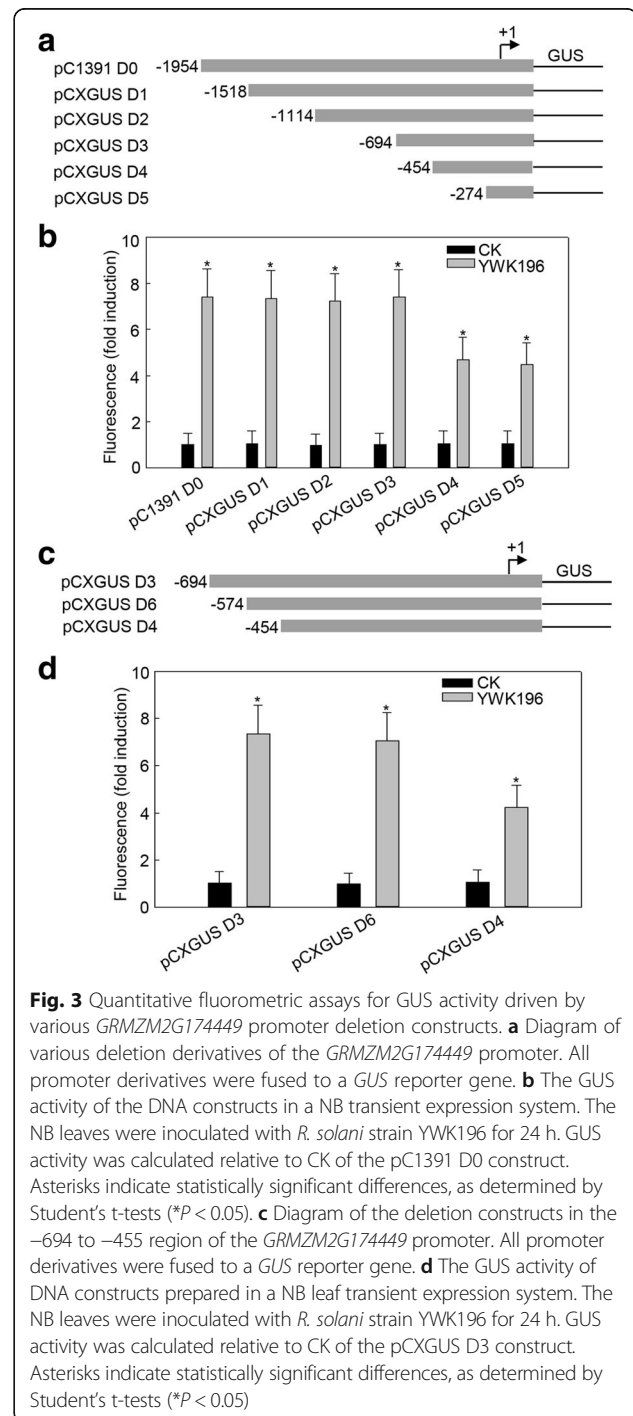 a
+1
GUS
pC1391 D0 -1954
pCXGUS D1 -1518
pCXGUS D2 -1114
pCXGUS D3 -694
pCXGUS D4 -454
pCXGUS D5 -274
b
10
8
6
4
2
0
Fluorescence (fold induction)
CK
YWK196
* * * * * *
pC1391 D0
pCXGUS D1
pCXGUS D2
pCXGUS D3
pCXGUS D4
pCXGUS D5
c
+1
GUS
pCXGUS D3 -694
pCXGUS D6 -574
pCXGUS D4 -454
d
10
8
6
4
2
0
Fluorescence (fold induction)
CK
YWK196
* * *
pCXGUS D3
pCXGUS D6
pCXGUS D4
Fig. 3 Quantitative fluorometric assays for GUS activity driven by
various GRMZM2G174449 promoter deletion constructs. a Diagram of
various deletion derivatives of the GRMZM2G174449 promoter. All
promoter derivatives were fused to a GUS reporter gene. b The GUS
activity of the DNA constructs in a NB transient expression system. The
NB leaves were inoculated with R. solani strain YWK196 for 24 h. GUS
activity was calculated relative to CK of the pC1391 D0 construct.
Asterisks indicate statistically significant differences, as determined by
Student's t-tests (*P < 0.05). c Diagram of the deletion constructs in the
−694 to −455 region of the GRMZM2G174449 promoter. All promoter
derivatives were fused to a GUS reporter gene. d The GUS activity of
DNA constructs prepared in a NB leaf transient expression system. The
NB leaves were inoculated with R. solani strain YWK196 for 24 h. GUS
activity was calculated relative to CK of the pCXGUS D3 construct.
Asterisks indicate statistically significant differences, as determined by
Student's t-tests (*P < 0.05)